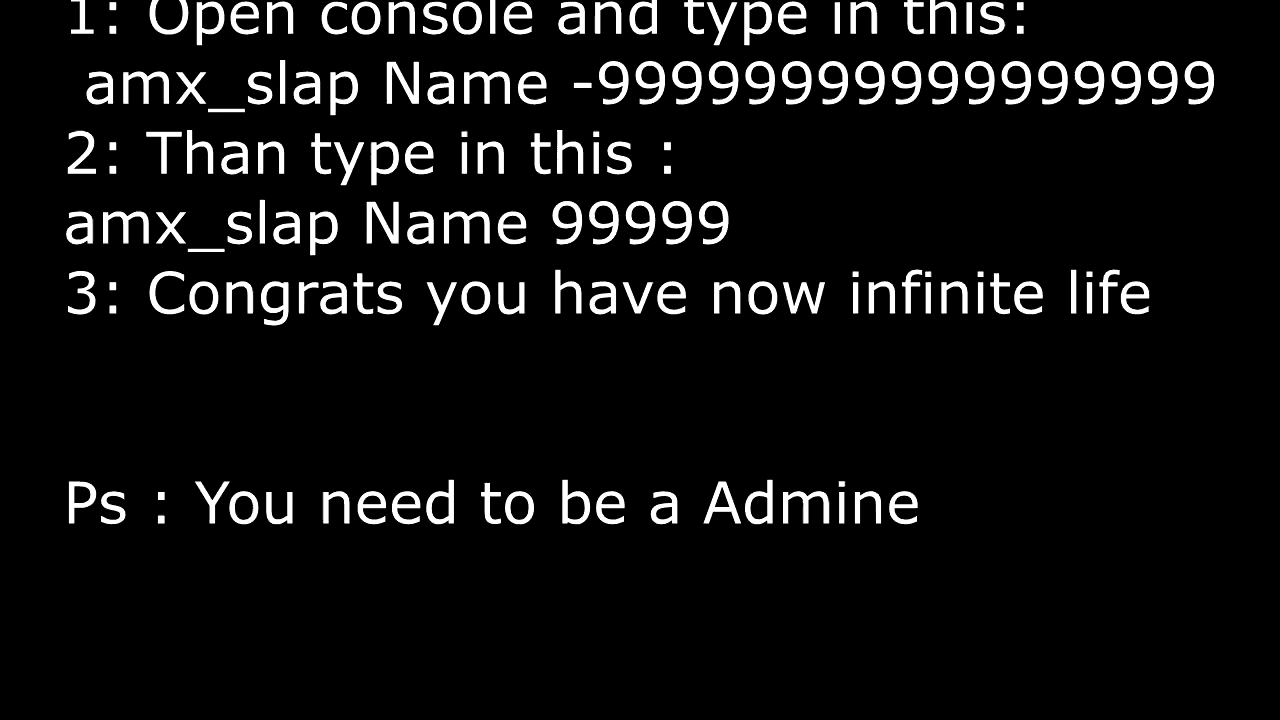 1: Open console and type in this:
amx_slap Name -99999999999999999
2: Than type in this :
amx_slap Name 99999
3: Congrats you have now infinite life
Ps : You need to be a Admine